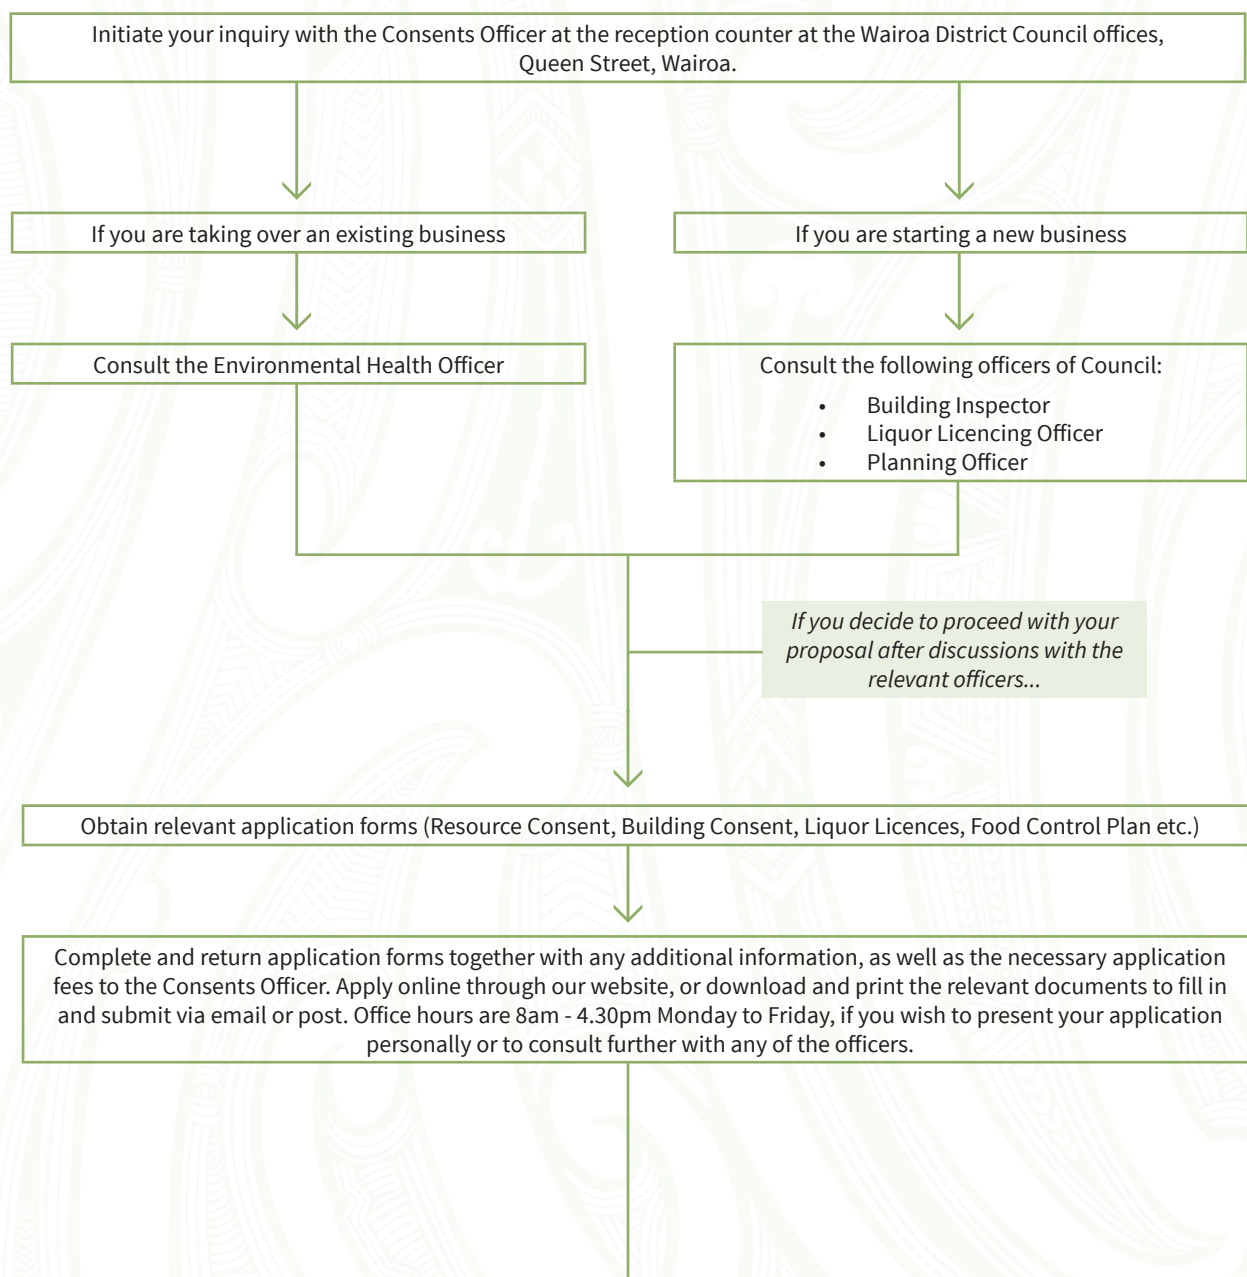 Initiate your inquiry with the Consents Officer at the reception counter at the Wairoa District Council offices,
Queen Street, Wairoa.
If you are taking over an existing business
If you are starting a new business
Consult the Environmental Health Officer
Consult the following officers of Council:
• Building Inspector
• Liquor Licencing Officer
• Planning Officer
If you decide to proceed with your
proposal after discussions with the
relevant officers...
Obtain relevant application forms (Resource Consent, Building Consent, Liquor Licences, Food Control Plan etc.)
Complete and return application forms together with any additional information, as well as the necessary application
fees to the Consents Officer. Apply online through our website, or download and print the relevant documents to fill in
and submit via email or post. Office hours are 8am - 4.30pm Monday to Friday, if you wish to present your application
personally or to consult further with any of the officers.